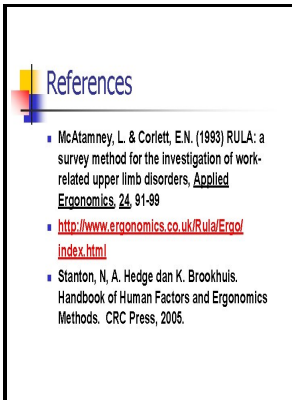 References
McAtamney, L. & Corlett, E.N. (1993) RULA: a
survey method for the investigation of work-
related upper limb disorders, Applied
Ergonomics, 24, 91-99
http://www.ergonomics.co.uk/Rula/Ergo/
index.html
Stanton, N, A. Hedge dan K. Brookhuis.
Handbook of Human Factors and Ergonomics
Methods. CRC Press, 2005.